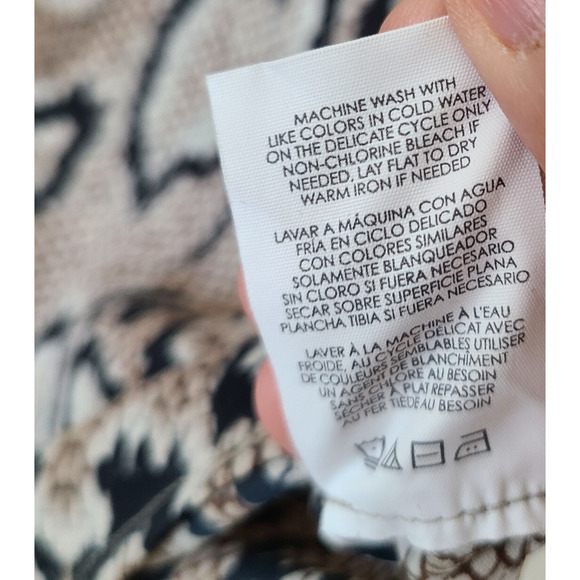 MACHINE WASH WITH
LIKE COLORS IN COLD WATER
ON THE DELICATE CYCLE ONLY
NON-CHLORINE BLEACH IF
NEEDED, LAY FLAT TO DRY
WARM IRON IF NEEDED
LAVAR A MÁQUINA CON AGUA
FRÍA EN CICLO DELICADO
CON COLORES SIMILARES
SOLAMENTE BLANQUEADOR
SIN CLORO SI FUERA NECESARIO
SECAR SOBRE SUPERFICIE PLANA
PLANCHA TIBIA SI FUERA NECESARIO
LAVER À LA MACHINE À L'EAU
FROIDE, AU CYCLE DÉLICAT AVEC
DE COULEURS SEMBLABLES UTILISER
UN AGENT DE BLANCHÎMENT
SANS CHLORE AU BESOIN
SÉCHER À PLAT REPASSER
AU FER TIÈDE AU BESOIN